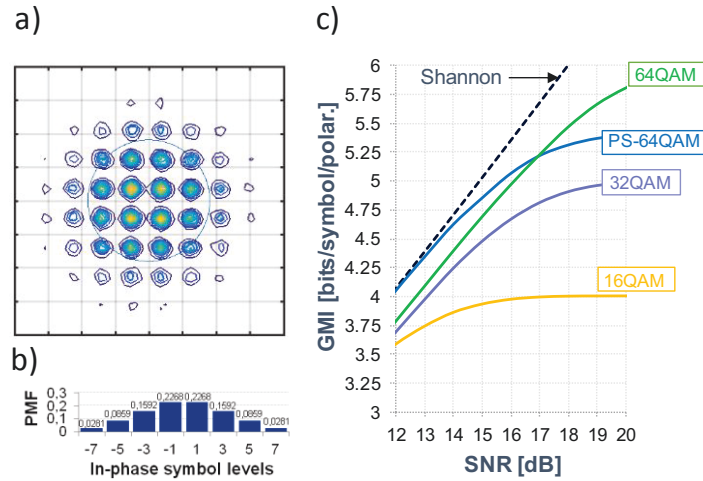 a)
b)
PMF
0,3
0.2
0.1
0
0,0281
0,0859
0,1592
0,2268
0,2268
0,1592
0,0859
0,0281
-7 -5 -3 -1 1 3 5 7
In-phase symbol levels
c)
GMI [bits/symbol/polar.]
6
5.75
5.5
5.25
5
4.75
4.5
4.25
4
3.75
3.5
3.25
3
Shannon
64QAM
PS-64QAM
32QAM
16QAM
12 13 14 15 16 17 18 19 20
SNR [dB]